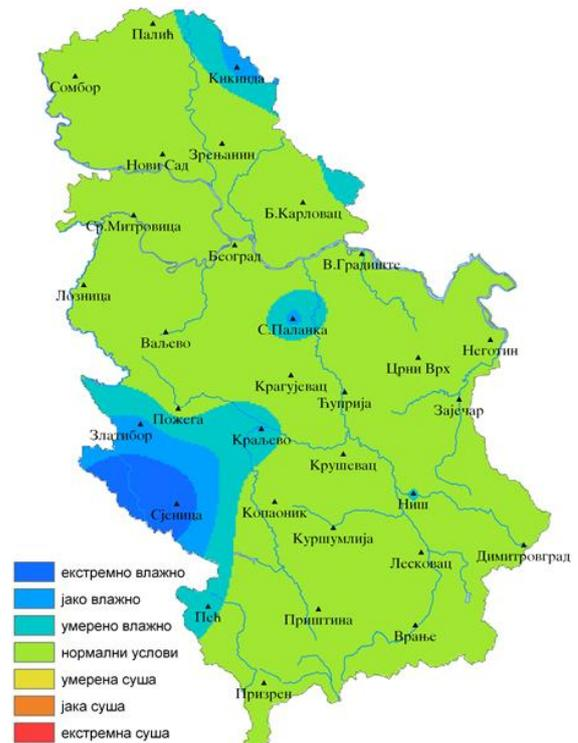 Палић
Кикинда
Сомбор
Зрењанин
Нови Сад
Б.Карловац
Ср.Митровица
Београд
В.Градиште
Лозница
С.Паланка
Ваљево
Неготин
Црни Врх
Крагујевац
Ћуприја
Зајечар
Пожега
Златибор
Краљево
Крушевац
Сјеница
Копаоник
Ниш
Куршумлија
Лесковац
Димитровград
Пећ
Приштина
Врање
Призрен
екстремно влажно
јако влажно
умерено влажно
нормални услови
умерена суша
јака суша
екстремна суша